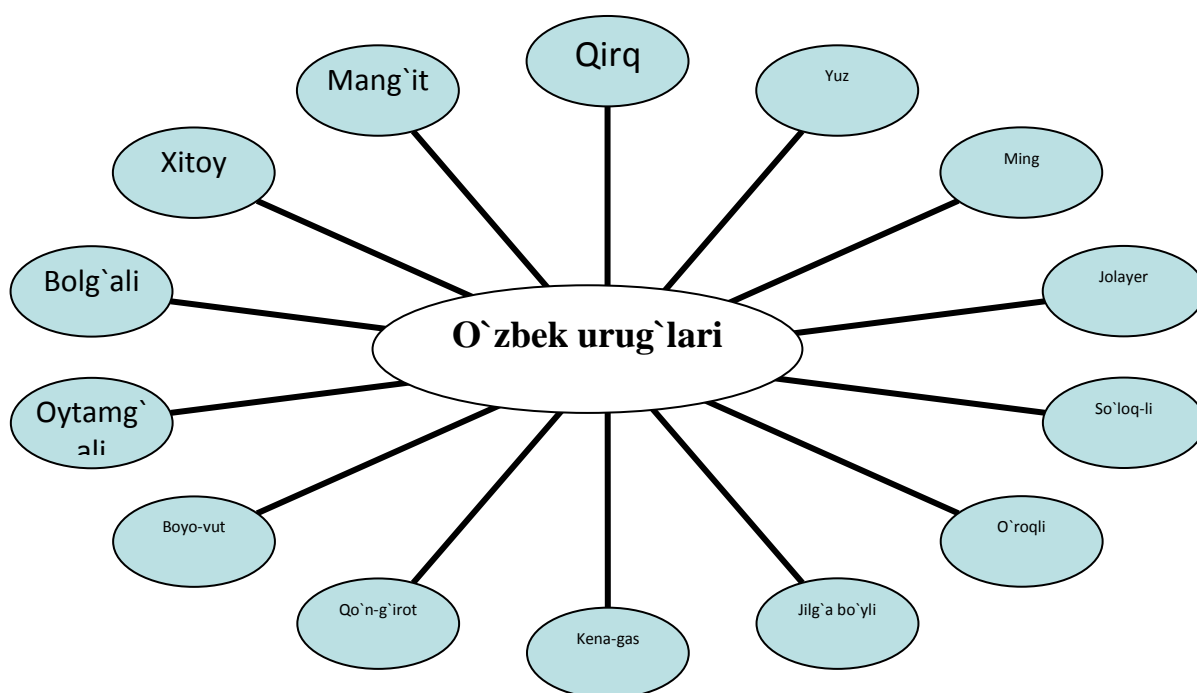 Qirq
Mang`it
Yuz
Xitoy
Ming
Bolg`ali
Jolayer
O`zbek urug`lari
Oytamg`
ali
So`loq-li
Boyo-vut
O`roqli
Qo`n-g`irot
Kena-gas
Jilg`a bo`yli